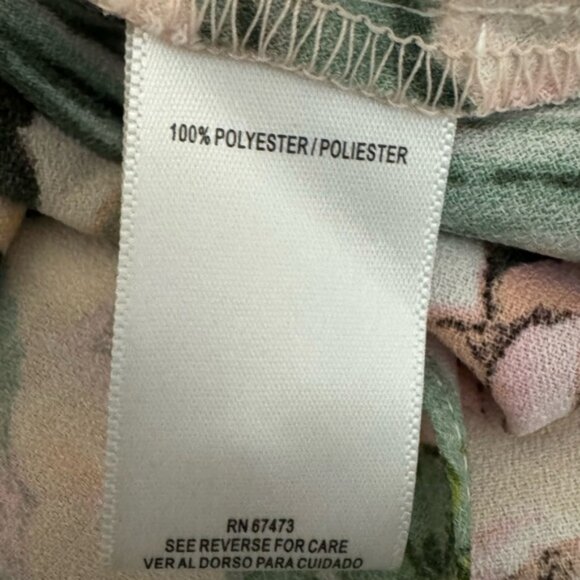 100% POLYESTER/POLIESTER
RN 67473
SEE REVERSE FOR CARE
VER AL DORSO PARA CUIDADO